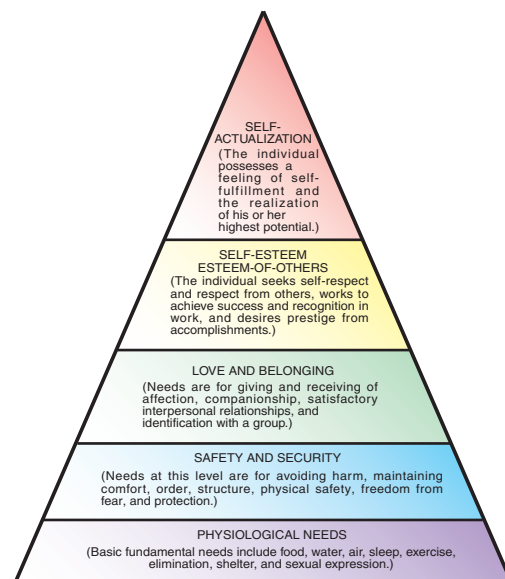 SELF-
ACTUALIZATION
(The individual
possesses a
feeling of self-
fulfillment and
the realization
of his or her
highest potential.)
SELF-ESTEEM
ESTEEM-OF-OTHERS
(The individual seeks self-respect
and respect from others, works to
achieve success and recognition in
work, and desires prestige from
accomplishments.)
LOVE AND BELONGING
(Needs are for giving and receiving of
affection, companionship, satisfactory
interpersonal relationships, and
identification with a group.)
SAFETY AND SECURITY
(Needs at this level are for avoiding harm, maintaining
comfort, order, structure, physical safety, freedom from
fear, and protection.)
PHYSIOLOGICAL NEEDS
(Basic fundamental needs include food, water, air, sleep, exercise,
elimination, shelter, and sexual expression.)